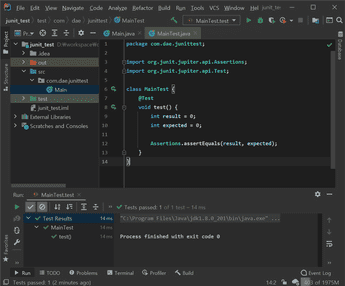 File Edit View Navigate Code Analyze Refactor Build Run Tools VCS Window Help
junit_test src com dae junittest
MainTest.test
Main.java
MainTest.java
junit_test
.idea
out
src
com.dae.junittest
Main
test
junit_test.iml
External Libraries
Scratches and Consoles
1 package com.dae.junittest;
2
3 import org.junit.jupiter.api.Assertions;
4 import org.junit.jupiter.api.Test;
5
6 class MainTest {
7 @Test
8 void test() {
9 int result = 0;
10 int expected = 0;
11
12 Assertions.assertEquals(result, expected);
13 }
14 }
Project
Structure
Favorites
Database
Run: MainTest.test
Tests passed: 1 of 1 test – 14 ms
Test Results 14 ms
MainTest 14 ms
test() 14 ms
"C:\Program Files\Java\jdk1.8.0_201\bin\java.exe" ...
Process finished with exit code 0
Run TODO Problems Terminal Profiler Build Event Log
Tests passed: 1 (2 minutes ago) 14:2 of 1975M